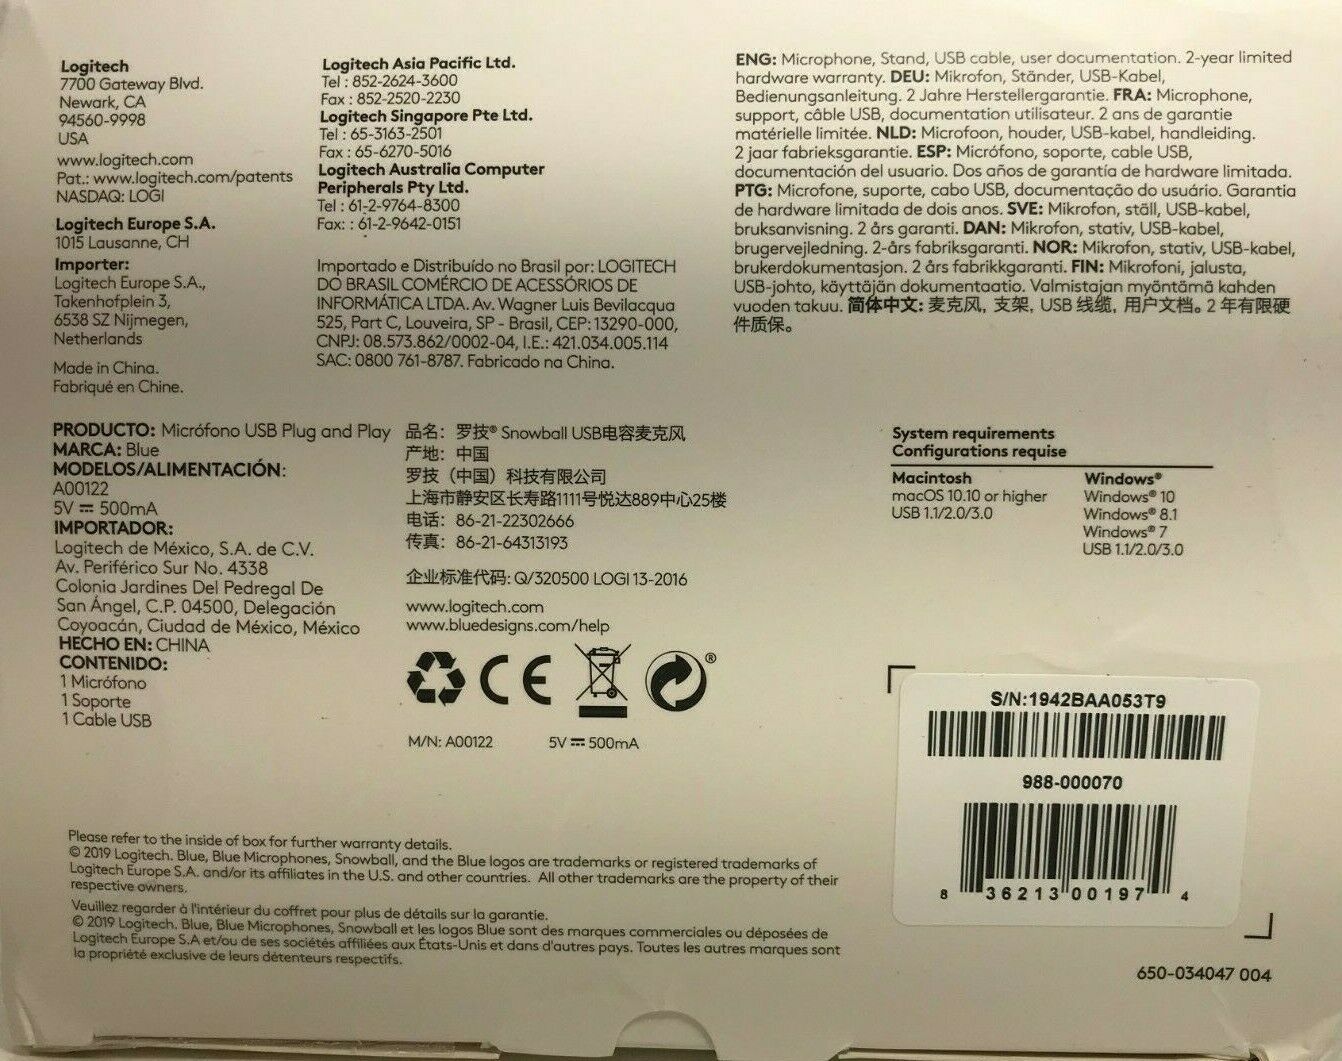 Logitech
7700 Gateway Blvd.
Newark, CA
94560-9998
USA
www.logitech.com
Pat.: www.logitech.com/patents
NASDAQ: LOGI
Logitech Europe S.A.
1015 Lausanne, CH
Importer:
Logitech Europe S.A.,
Takenhofplein 3,
6538 SZ Nijmegen,
Netherlands
Made in China.
Fabriqué en Chine.
Logitech Asia Pacific Ltd.
Tel : 852-2624-3600
Fax : 852-2520-2230
Logitech Singapore Pte Ltd.
Tel : 65-3163-2501
Fax : 65-6270-5016
Logitech Australia Computer
Peripherals Pty Ltd.
Tel : 61-2-9764-8300
Fax: : 61-2-9642-0151
Importado e Distribuído no Brasil por: LOGITECH
DO BRASIL COMÉRCIO DE ACESSÓRIOS DE
INFORMÁTICA LTDA. Av. Wagner Luis Bevilacqua
525, Part C, Louveira, SP - Brasil, CEP: 13290-000,
CNPJ: 08.573.862/0002-04, I.E.: 421.034.005.114
SAC: 0800 761-8787. Fabricado na China.
ENG: Microphone, Stand, USB cable, user documentation. 2-year limited
hardware warranty. DEU: Mikrofon, Ständer, USB-Kabel,
Bedienungsanleitung. 2 Jahre Herstellergarantie. FRA: Microphone,
support, câble USB, documentation utilisateur. 2 ans de garantie
matérielle limitée. NLD: Microfoon, houder, USB-kabel, handleiding.
2 jaar fabrieksgarantie. ESP: Micrófono, soporte, cable USB,
documentación del usuario. Dos años de garantía de hardware limitada.
PTG: Microfone, suporte, cabo USB, documentação do usuário. Garantia
de hardware limitada de dois anos. SVE: Mikrofon, ställ, USB-kabel,
bruksanvisning. 2 års garanti. DAN: Mikrofon, stativ, USB-kabel,
brugervejledning. 2-års fabriksgaranti. NOR: Mikrofon, stativ, USB-kabel,
brukerdokumentasjon. 2 års fabrikkgaranti. FIN: Mikrofoni, jalusta,
USB-johto, käyttäjän dokumentaatio. Valmistajan myöntämä kahden
vuoden takuu. 简体中文: 麦克风, 支架, USB 线缆, 用户文档。2 年有限硬
件质保。
PRODUCTO: Micrófono USB Plug and Play
MARCA: Blue
MODELOS/ALIMENTACIÓN:
A00122
5V ⎓ 500mA
IMPORTADOR:
Logitech de México, S.A. de C.V.
Av. Periférico Sur No. 4338
Colonia Jardines Del Pedregal De
San Ángel, C.P. 04500, Delegación
Coyoacán, Ciudad de México, México
HECHO EN: CHINA
CONTENIDO:
1 Micrófono
1 Soporte
1 Cable USB
品名: 罗技® Snowball USB电容麦克风
产地: 中国
罗技 (中国) 科技有限公司
上海市静安区长寿路1111号悦达889中心25楼
电话: 86-21-22302666
传真: 86-21-64313193
企业标准代码: Q/320500 LOGI 13-2016
www.logitech.com
www.bluedesigns.com/help
CE
®
M/N: A00122 5V ⎓ 500mA
System requirements
Configurations requise
Macintosh
macOS 10.10 or higher
USB 1.1/2.0/3.0
Windows®
Windows® 10
Windows® 8.1
Windows® 7
USB 1.1/2.0/3.0
S/N:1942BAA053T9
988-000070
8 36213 00197 4
650-034047 004
Please refer to the inside of box for further warranty details.
© 2019 Logitech. Blue, Blue Microphones, Snowball, and the Blue logos are trademarks or registered trademarks of
Logitech Europe S.A. and/or its affiliates in the U.S. and other countries. All other trademarks are the property of their
respective owners.
Veuillez regarder à l'intérieur du coffret pour plus de détails sur la garantie.
© 2019 Logitech. Blue, Blue Microphones, Snowball et les logos Blue sont des marques commerciales ou déposées de
Logitech Europe S.A et/ou de ses sociétés affiliées aux États-Unis et dans d'autres pays. Toutes les autres marques sont
la propriété exclusive de leurs détenteurs respectifs.